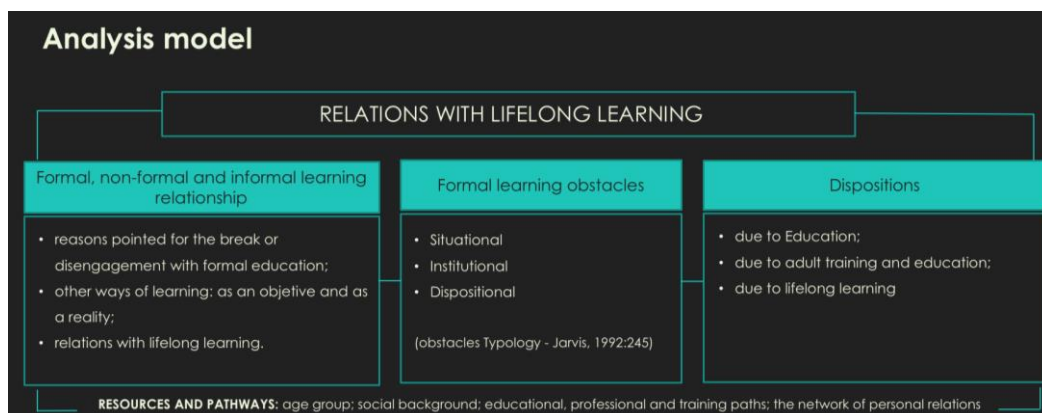 Analysis model
RELATIONS WITH LIFELONG LEARNING
Formal, non-formal and informal learning
relationship
• reasons pointed for the break or
disengagement with formal education;
• other ways of learning: as an objetive and as
a reality;
• relations with lifelong learning.
Formal learning obstacles
• Situational
• Institutional
• Dispositional
(obstacles Typology - Jarvis, 1992:245)
Dispositions
• due to Education;
• due to adult training and education;
• due to lifelong learning
RESOURCES AND PATHWAYS: age group; social background; educational, professional and training paths; the network of personal relations